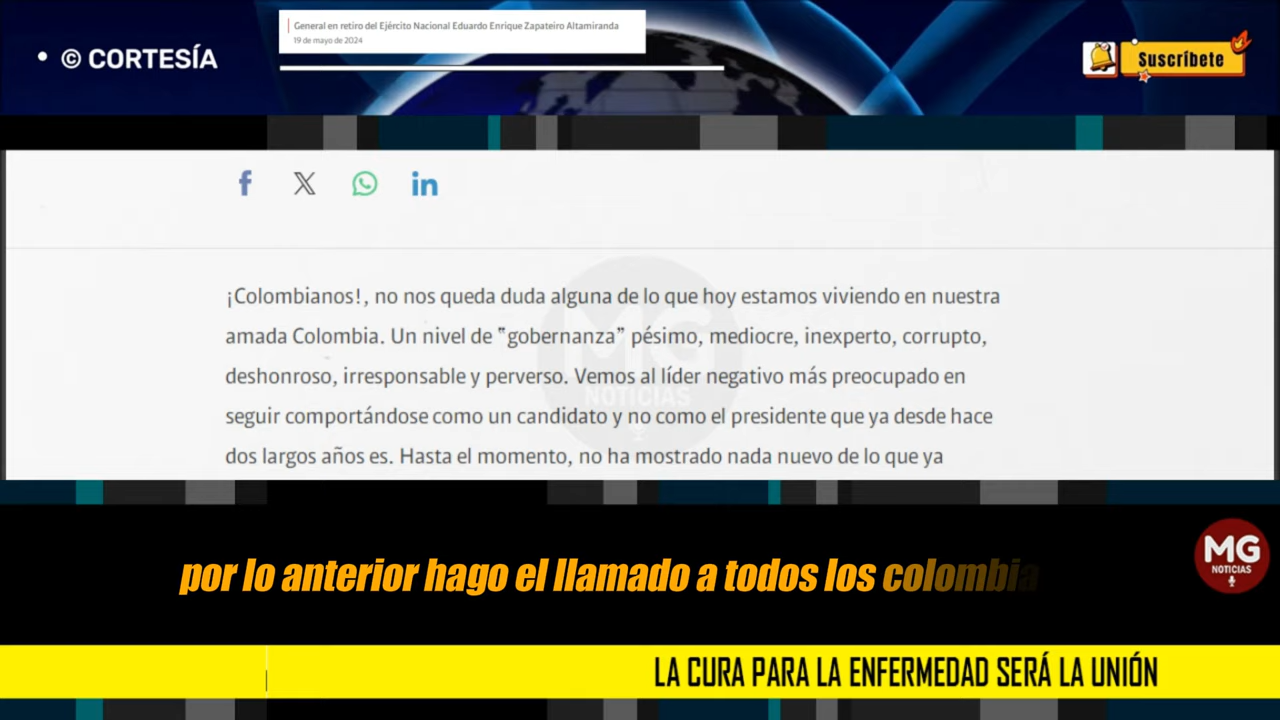 General en retiro del Ejército Nacional Eduardo Enrique Zapateiro Altamiranda
19 de mayo de 2024
© CORTESÍA
Suscríbete
¡Colombianos!, no nos queda duda alguna de lo que hoy estamos viviendo en nuestra
amada Colombia. Un nivel de "gobernanza" pésimo, mediocre, inexperto, corrupto,
deshonroso, irresponsable y perverso. Vemos al líder negativo más preocupado en
seguir comportándose como un candidato y no como el presidente que ya desde hace
dos largos años es. Hasta el momento, no ha mostrado nada nuevo de lo que ya
MG
NOTICIAS
por lo anterior hago el llamado a todos los colombia
MG
NOTICIAS
LA CURA PARA LA ENFERMEDAD SERÁ LA UNIÓN